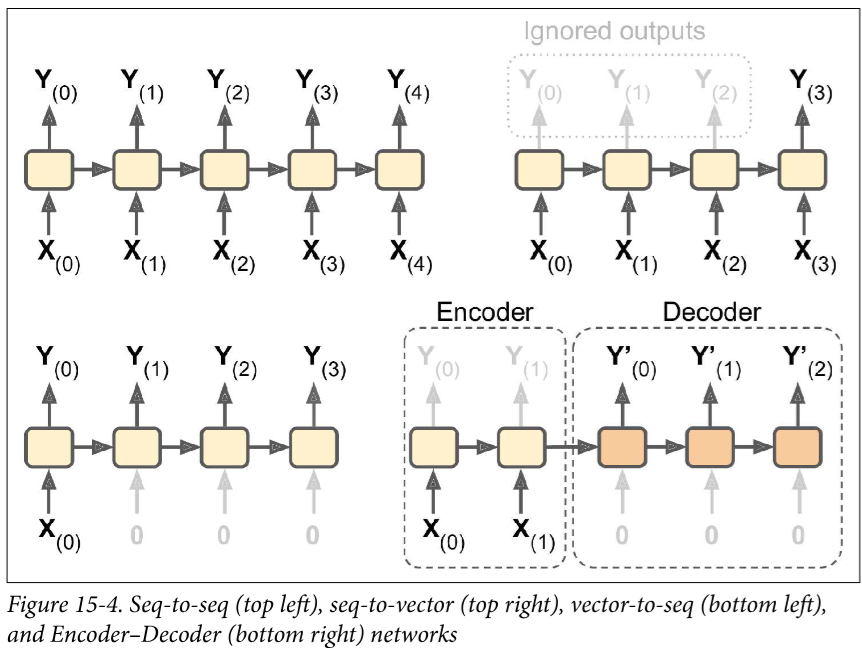 Ignored outputs
Y(0) Y(1) Y(2) Y(3) Y(4) Y(0) Y(1) Y(2) Y(3)
X(0) X(1) X(2) X(3) X(4) X(0) X(1) X(2) X(3)
Encoder Decoder
Y(0) Y(1) Y(2) Y(3) Y(0) Y(1) Y'(0) Y'(1) Y'(2)
X(0) 0 0 0 X(0) X(1) 0 0 0
Figure 15-4. Seq-to-seq (top left), seq-to-vector (top right), vector-to-seq (bottom left),
and Encoder–Decoder (bottom right) networks